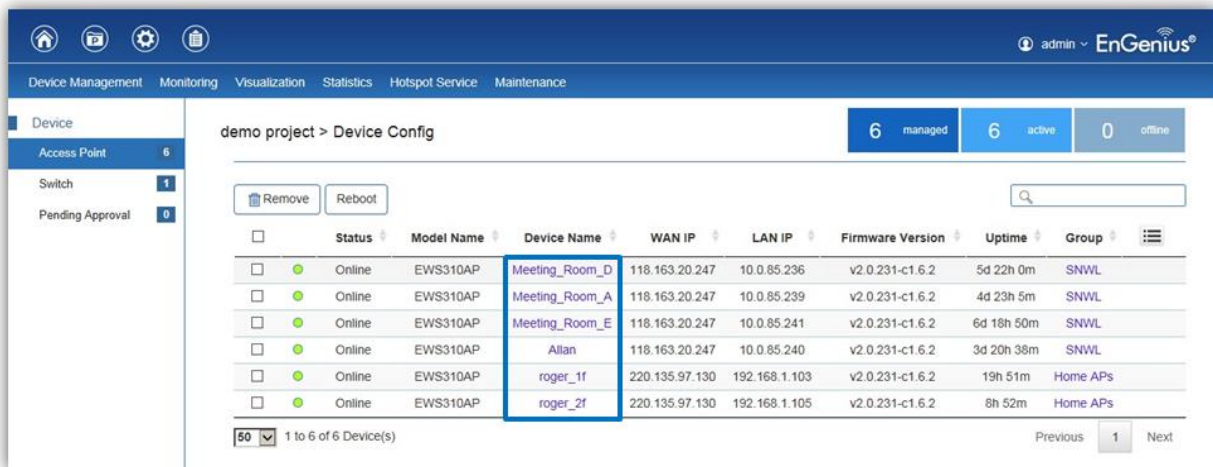 admin EnGenius®
Device Management Monitoring Visualization Statistics Hotspot Service Maintenance
Device
Access Point 6
Switch 1
Pending Approval 0
demo project > Device Config
6 managed 6 active 0 offline
Remove Reboot
Status Model Name Device Name WAN IP LAN IP Firmware Version Uptime Group
Online EWS310AP Meeting_Room_D 118.163.20.247 10.0.85.236 v2.0.231-c1.6.2 5d 22h 0m SNWL
Online EWS310AP Meeting_Room_A 118.163.20.247 10.0.85.239 v2.0.231-c1.6.2 4d 23h 5m SNWL
Online EWS310AP Meeting_Room_E 118.163.20.247 10.0.85.241 v2.0.231-c1.6.2 6d 18h 50m SNWL
Online EWS310AP Allan 118.163.20.247 10.0.85.240 v2.0.231-c1.6.2 3d 20h 38m SNWL
Online EWS310AP roger_1f 220.135.97.130 192.168.1.103 v2.0.231-c1.6.2 19h 51m Home APs
Online EWS310AP roger_2f 220.135.97.130 192.168.1.105 v2.0.231-c1.6.2 8h 52m Home APs
50 1 to 6 of 6 Device(s) Previous 1 Next